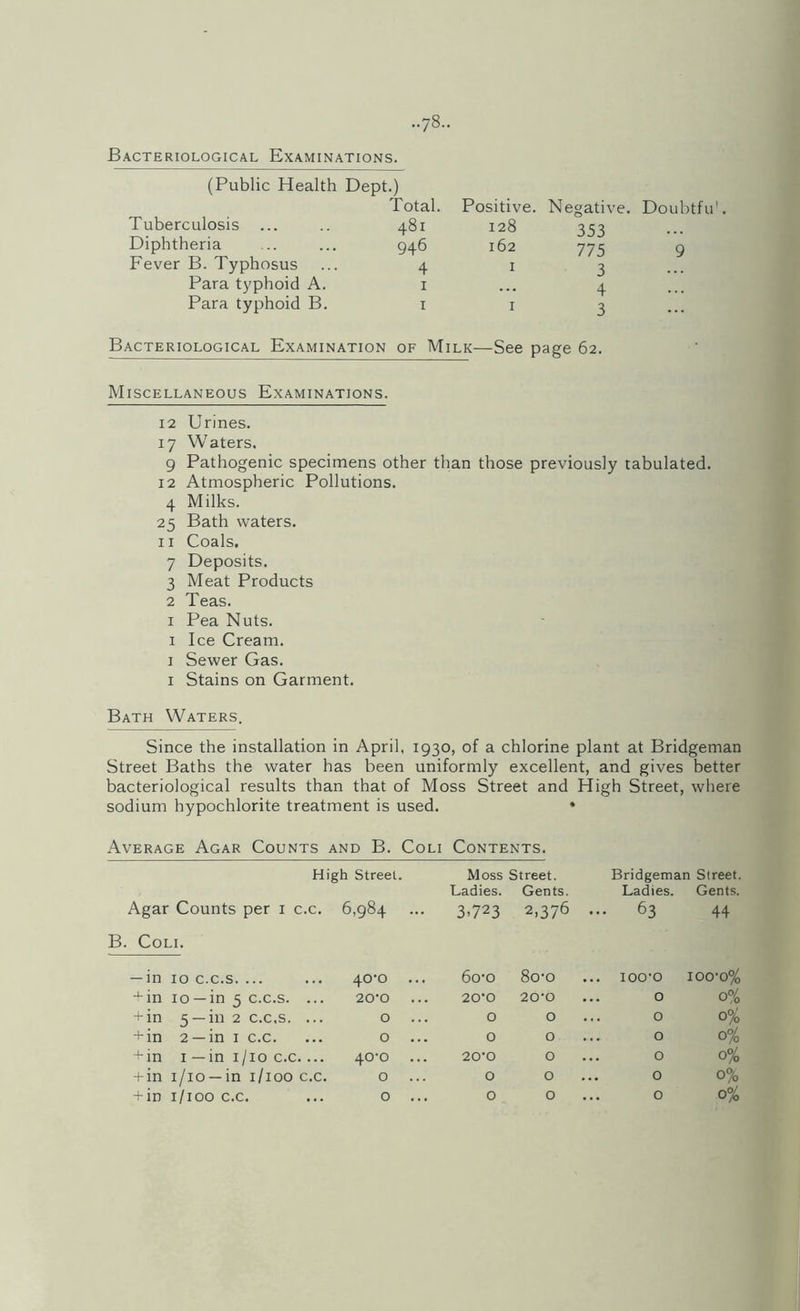 ..78..
BACTERIOLOGICAL EXAMINATIONS.
(Public Health Dept.)
Total. Positive. Negative. Doubtfu'.
Tuberculosis ... .. 481 128 353 ...
Diphtheria .. ... 946 162 775 9
Fever B. Typhosus ... 4 1 3 ...
Para typhoid A. 1 ... 4 ...
Para typhoid B. 1 1 3 ...
BACTERIOLOGICAL EXAMINATION OF MILK—See page 62.
MISCELLANEOUS EXAMINATIONS.
12 Urines.
17 Waters.
9 Pathogenic specimens other than those previously tabulated.
12 Atmospheric Pollutions.
4 Milks.
25 Bath waters.
11 Coals.
7 Deposits.
3 Meat Products
2 Teas.
1 Pea Nuts.
1 Ice Cream.
1 Sewer Gas.
1 Stains on Garment.
BATH WATERS.
Since the installation in April, 1930, of a chlorine plant at Bridgeman
Street Baths the water has been uniformly excellent, and gives better
bacteriological results than that of Moss Street and High Street, where
sodium hypochlorite treatment is used.
AVERAGE AGAR COUNTS AND B. COLI CONTENTS.
High Street. Moss Street. Bridgeman Street.
Ladies. Gents. Ladies. Gents.
Agar Counts per 1 c.c. 6,984 ... 3,723 2,376 ... 63 44
B. COLI.
—in 10 c.c.s. ... ... 40·0 ... 60·0 80·0 ... 100·0 100·0%
+in 10—in 5 c.c.s. ... 20·0 ... 20·0 20·0 ... 0 0%
+in 5—in 2 c.c.s. ... 0 ... 0 0 ... 0 0%
+in 2—in 1 c.c. ... 0 ... 0 0 ... 0 0%
+in 1—in 1/10 c.c. ... 40·0 ... 20·0 0 ... 0 0%
+in 1/10—in 1/100 c.c. 0 ... 0 0 ... 0 0%
+in 1/100 c.c. ... 0 ... 0 0 ... 0 0%